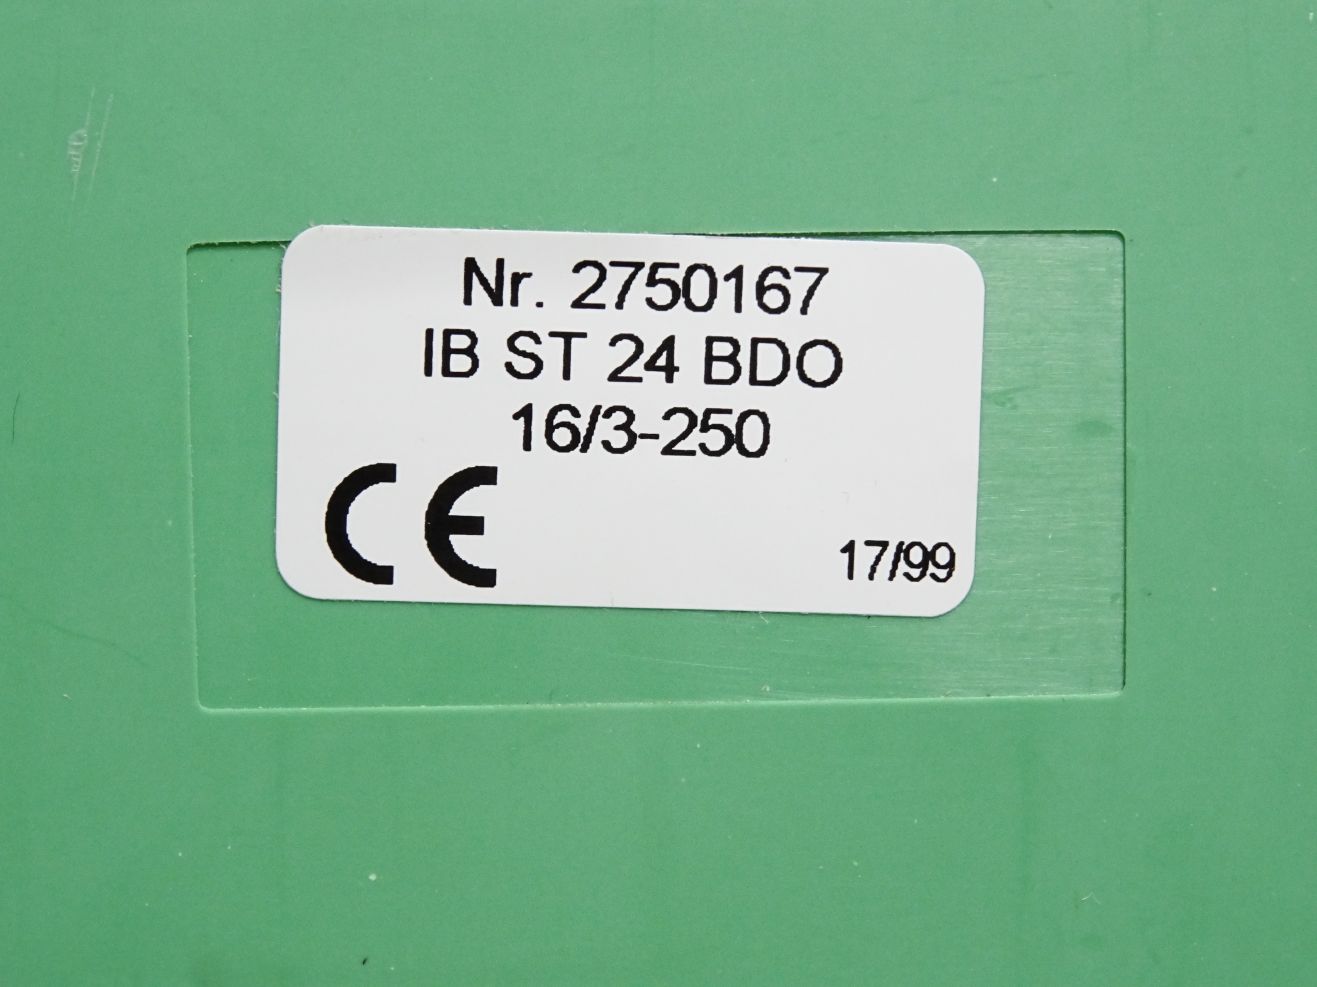 Nr. 2750167
IB ST 24 BDO
16/3-250
CE
17/99